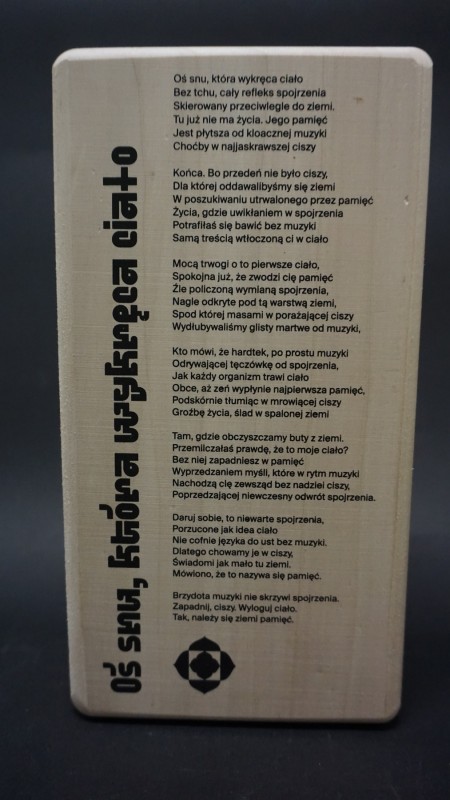 Oś snu, która wykręca ciało
Oś snu, która wykręca ciało
Bez tchu, cały refleks spojrzenia
Skierowany przeciwlegle do ziemi.
Tu już nie ma życia. Jego pamięć
Jest płytsza od kloacznej muzyki
Choćby w najjaskrawszej ciszy
Końca. Bo przedeń nie było ciszy,
Dla której oddawalibyśmy się ziemi
W poszukiwaniu utrwalonego przez pamięć
Życia, gdzie uwikłaniem w spojrzenia
Potrafiłaś się bawić bez muzyki
Samą treścią wtłoczoną ci w ciało
Mocą trwogi o to pierwsze ciało,
Spokojna już, że zwodzi cię pamięć
Źle policzoną wymianą spojrzenia,
Nagle odkryte pod tą warstwą ziemi,
Spod której masami w porażającej ciszy
Wydłubywaliśmy glisty martwe od muzyki,
Kto mówi, że hardtek, po prostu muzyki
Odrywającej tęczówkę od spojrzenia,
Jak każdy organizm trawi ciało
Obce, aż zeń wypłynie najpierwsza pamięć,
Podskórnie tłumiąc w mrowiącej ciszy
Groźbę życia, ślad w spalonej ziemi
Tam, gdzie obczyszczamy buty z ziemi.
Przemilczałaś prawdę, że to moje ciało?
Bez niej zapadniesz w pamięć
Wyprzedzaniem myśli, które w rytm muzyki
Nachodzą cię zewsząd bez nadziei ciszy,
Poprzedzającej niewczesny odwrót spojrzenia.
Daruj sobie, to niewarte spojrzenia,
Porzucone jak idea ciało
Nie cofnie języka do ust bez muzyki.
Dlatego chowamy je w ciszy,
Świadomi jak mało tu ziemi.
Mówiono, że to nazywa się pamięć.
Brzydota muzyki nie skrzywi spojrzenia.
Zapadnij, ciszy. Wyloguj ciało.
Tak, należy się ziemi pamięć.